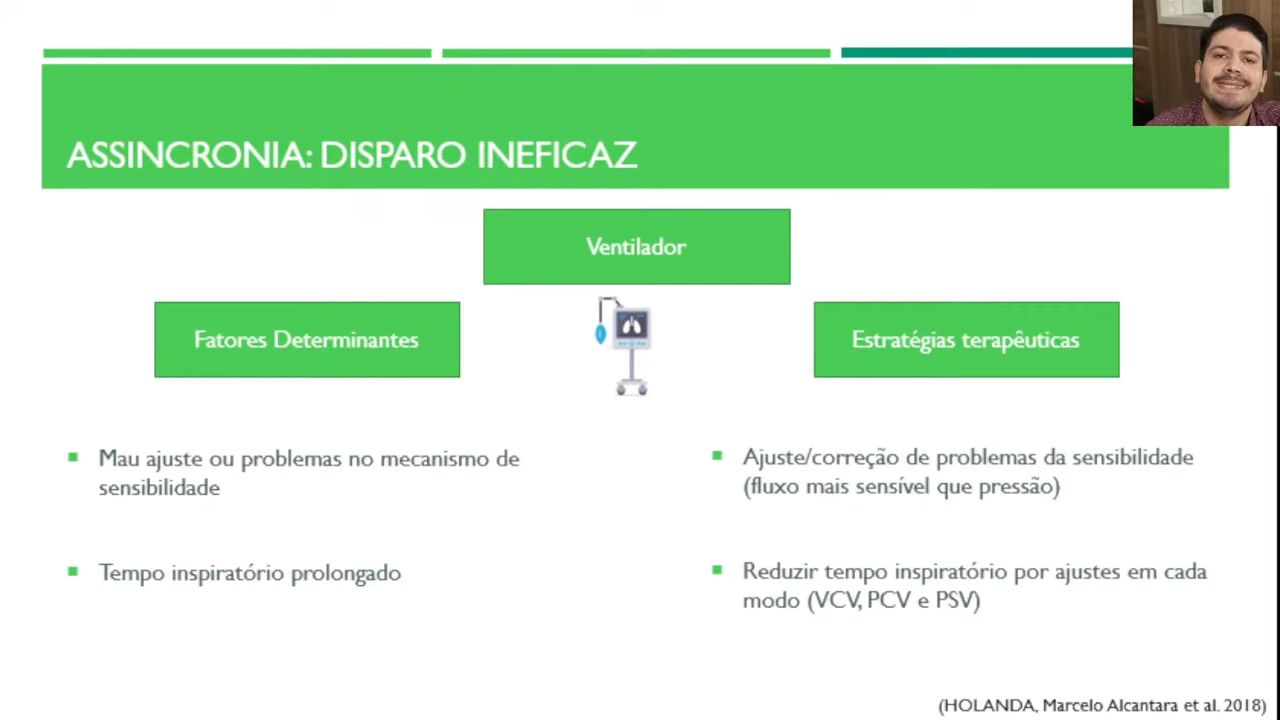 ASSINCRONIA: DISPARO INEFICAZ
Ventilador
Fatores Determinantes
Estratégias terapêuticas
Mau ajuste ou problemas no mecanismo de
sensibilidade
Tempo inspiratório prolongado
Ajuste/correção de problemas da sensibilidade
(fluxo mais sensível que pressão)
Reduzir tempo inspiratório por ajustes em cada
modo (VCV, PCV e PSV)
(HOLANDA, Marcelo Alcantara et al. 2018)